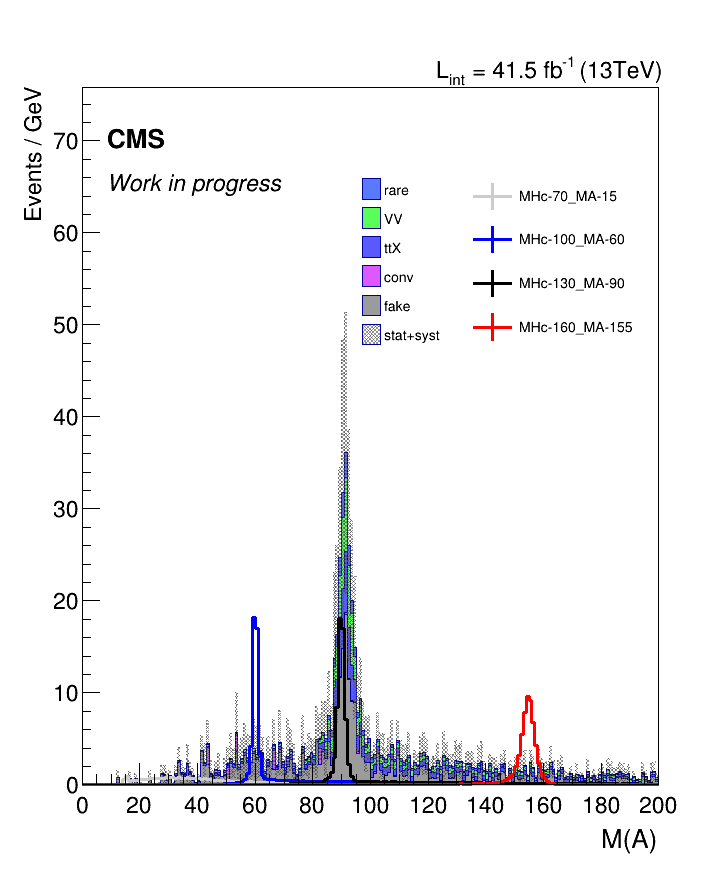 L_int = 41.5 fb^-1 (13TeV)
Events / GeV
CMS
Work in progress
rare
VV
ttX
conv
fake
stat+syst
MHc-70_MA-15
MHc-100_MA-60
MHc-130_MA-90
MHc-160_MA-155
70
60
50
40
30
20
10
0
0 20 40 60 80 100 120 140 160 180 200
M(A)